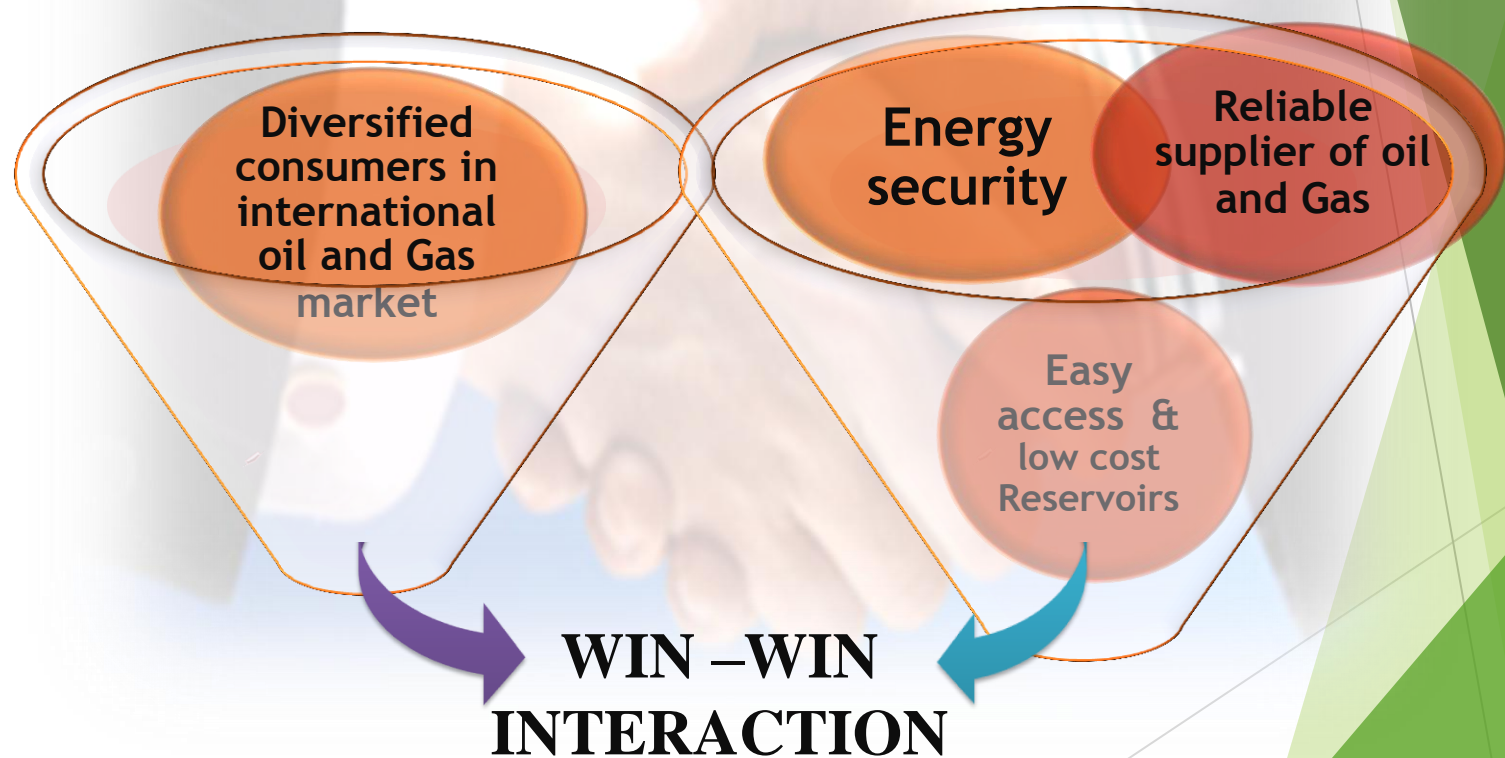 Diversified
consumers in
international
oil and Gas
market
Energy
security
Reliable
supplier of oil
and Gas
Easy
access & 
low cost
Reservoirs
WIN –WIN
INTERACTION